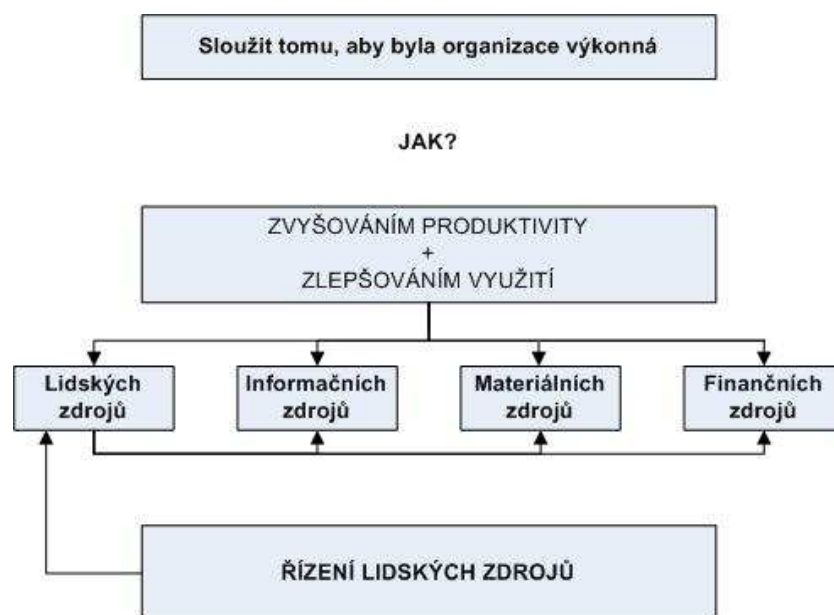 Sloužit tomu, aby byla organizace výkonná
JAK?
ZVYŠOVÁNÍM PRODUKTIVITY
+
ZLEPŠOVÁNÍM VYUŽITÍ
Lidských
zdrojů
Informačních
zdrojů
Materiálních
zdrojů
Finančních
zdrojů
ŘÍZENÍ LIDSKÝCH ZDROJŮ